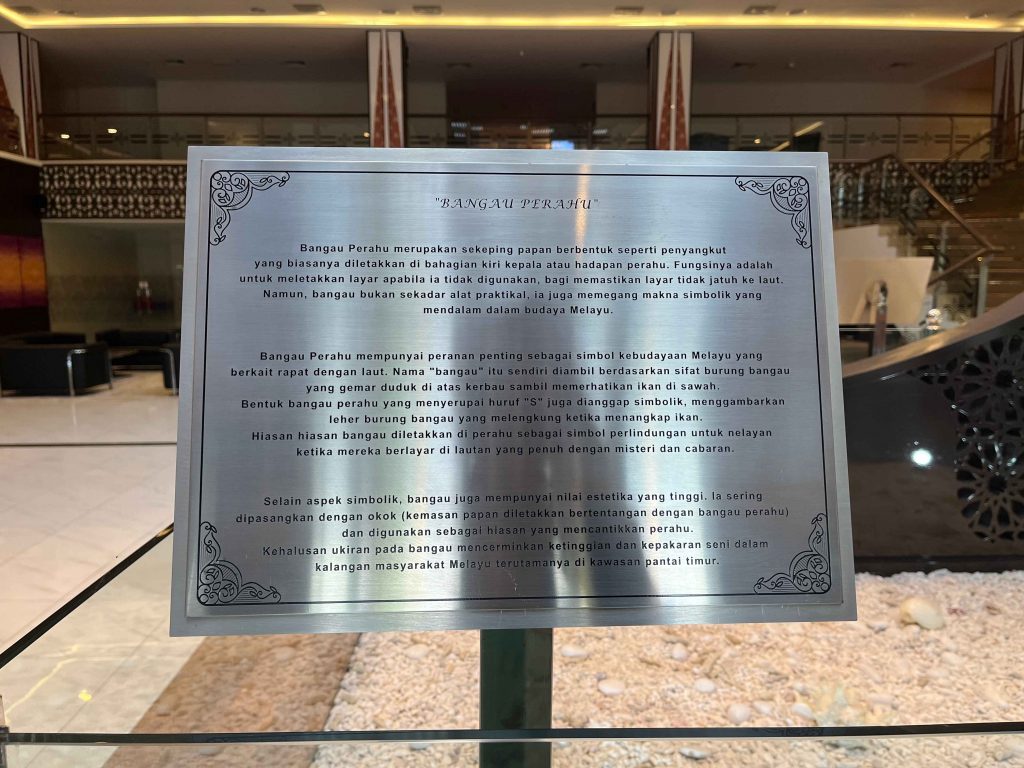 "BANGAU PERAHU"
Bangau Perahu merupakan sekeping papan berbentuk seperti penyangkut
yang biasanya diletakkan di bahagian kiri kepala atau hadapan perahu. Fungsinya adalah
untuk meletakkan layar apabila ia tidak digunakan, bagi memastikan layar tidak jatuh ke laut.
Namun, bangau bukan sekadar alat praktikal, ia juga memegang makna simbolik yang
mendalam dalam budaya Melayu.
Bangau Perahu mempunyai peranan penting sebagai simbol kebudayaan Melayu yang
berkait rapat dengan laut. Nama "bangau" itu sendiri diambil berdasarkan sifat burung bangau
yang gemar duduk di atas kerbau sambil memerhatikan ikan di sawah.
Bentuk bangau perahu yang menyerupai huruf "S" juga dianggap simbolik, menggambarkan
leher burung bangau yang melengkung ketika menangkap ikan.
Hiasan hiasan bangau diletakkan di perahu sebagai simbol perlindungan untuk nelayan
ketika mereka berlayar di lautan yang penuh dengan misteri dan cabaran.
Selain aspek simbolik, bangau juga mempunyai nilai estetika yang tinggi. Ia sering
dipasangkan dengan okok (kemasan papan diletakkan bertentangan dengan bangau perahu)
dan digunakan sebagai hiasan yang mencantikkan perahu.
Kehalusan ukiran pada bangau mencerminkan ketinggian dan kepakaran seni dalam
kalangan masyarakat Melayu terutamanya di kawasan pantai timur.